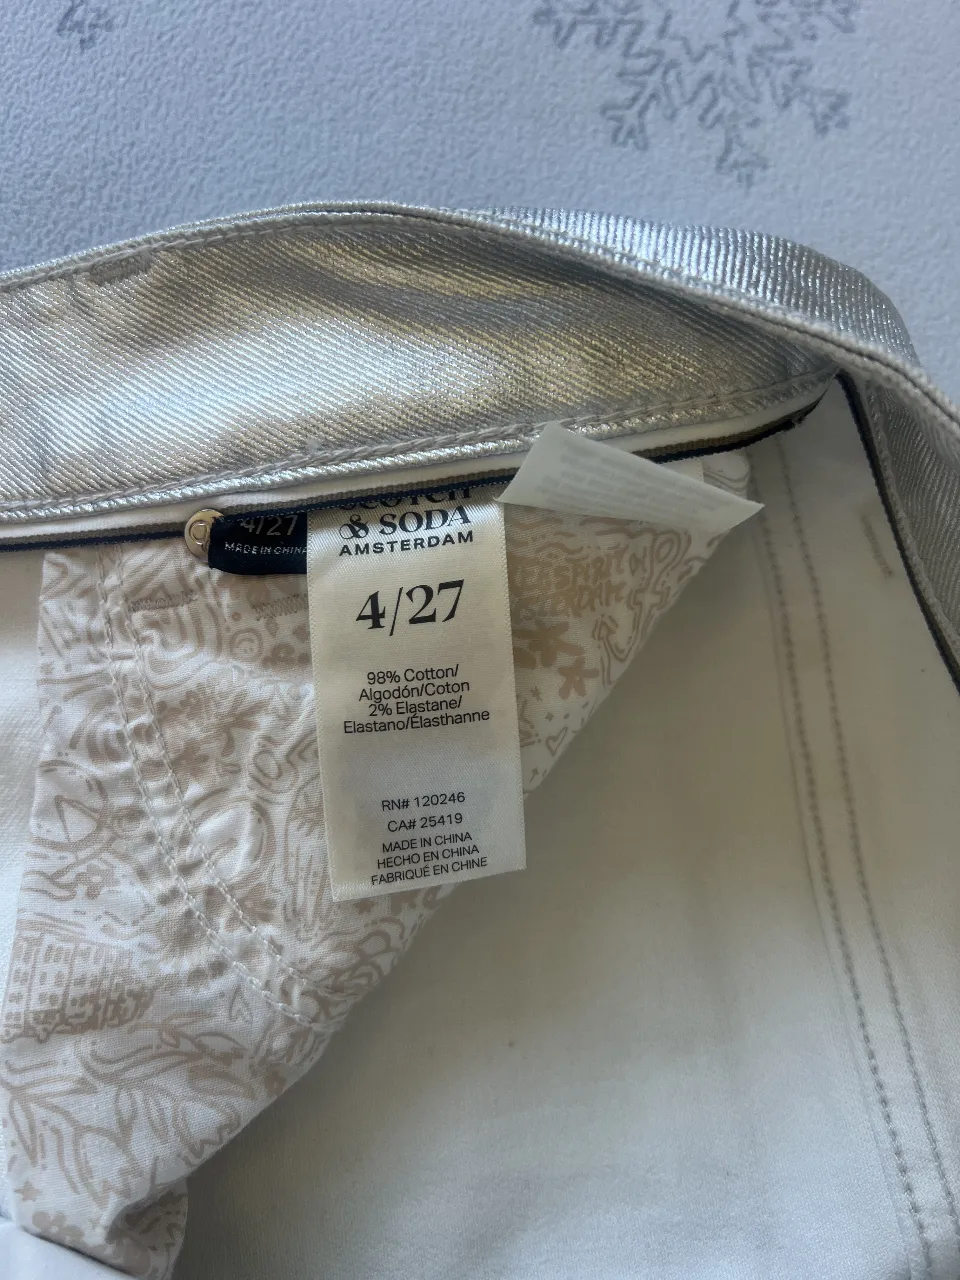 4/27
MADE IN CHINA
SCOTCH
& SODA
AMSTERDAM
4/27
98% Cotton/
Algodón/Coton
2% Elastane/
Elastano/Élasthanne
RN# 120246
CA# 25419
MADE IN CHINA
HECHO EN CHINA
FABRIQUÉ EN CHINE